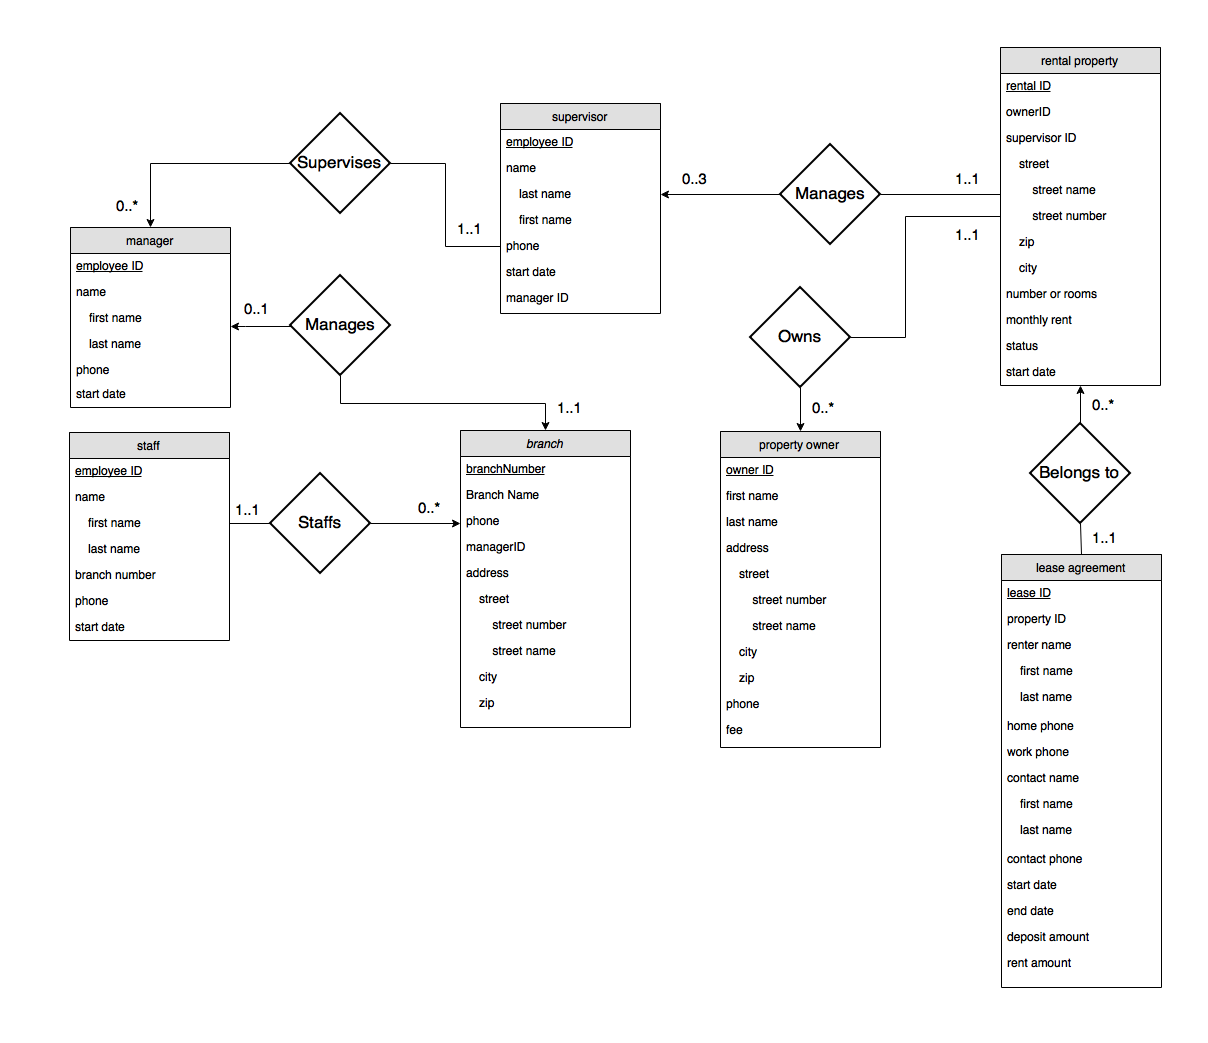 rental property
rental ID
ownerID
supervisor ID
street
street name
street number
zip
city
number or rooms
monthly rent
status
start date
supervisor
employee ID
name
last name
first name
phone
start date
manager ID
Supervises
0..*
1..1
Manages
0..3
1..1
1..1
manager
employee ID
name
first name
last name
phone
start date
Manages
0..1
1..1
Owns
0..*
0..*
Belongs to
1..1
staff
employee ID
name
first name
last name
branch number
phone
start date
1..1
Staffs
0..*
branch
branchNumber
Branch Name
phone
managerID
address
street
street number
street name
city
zip
property owner
owner ID
first name
last name
address
street
street number
street name
city
zip
phone
fee
lease agreement
lease ID
property ID
renter name
first name
last name
home phone
work phone
contact name
first name
last name
contact phone
start date
end date
deposit amount
rent amount